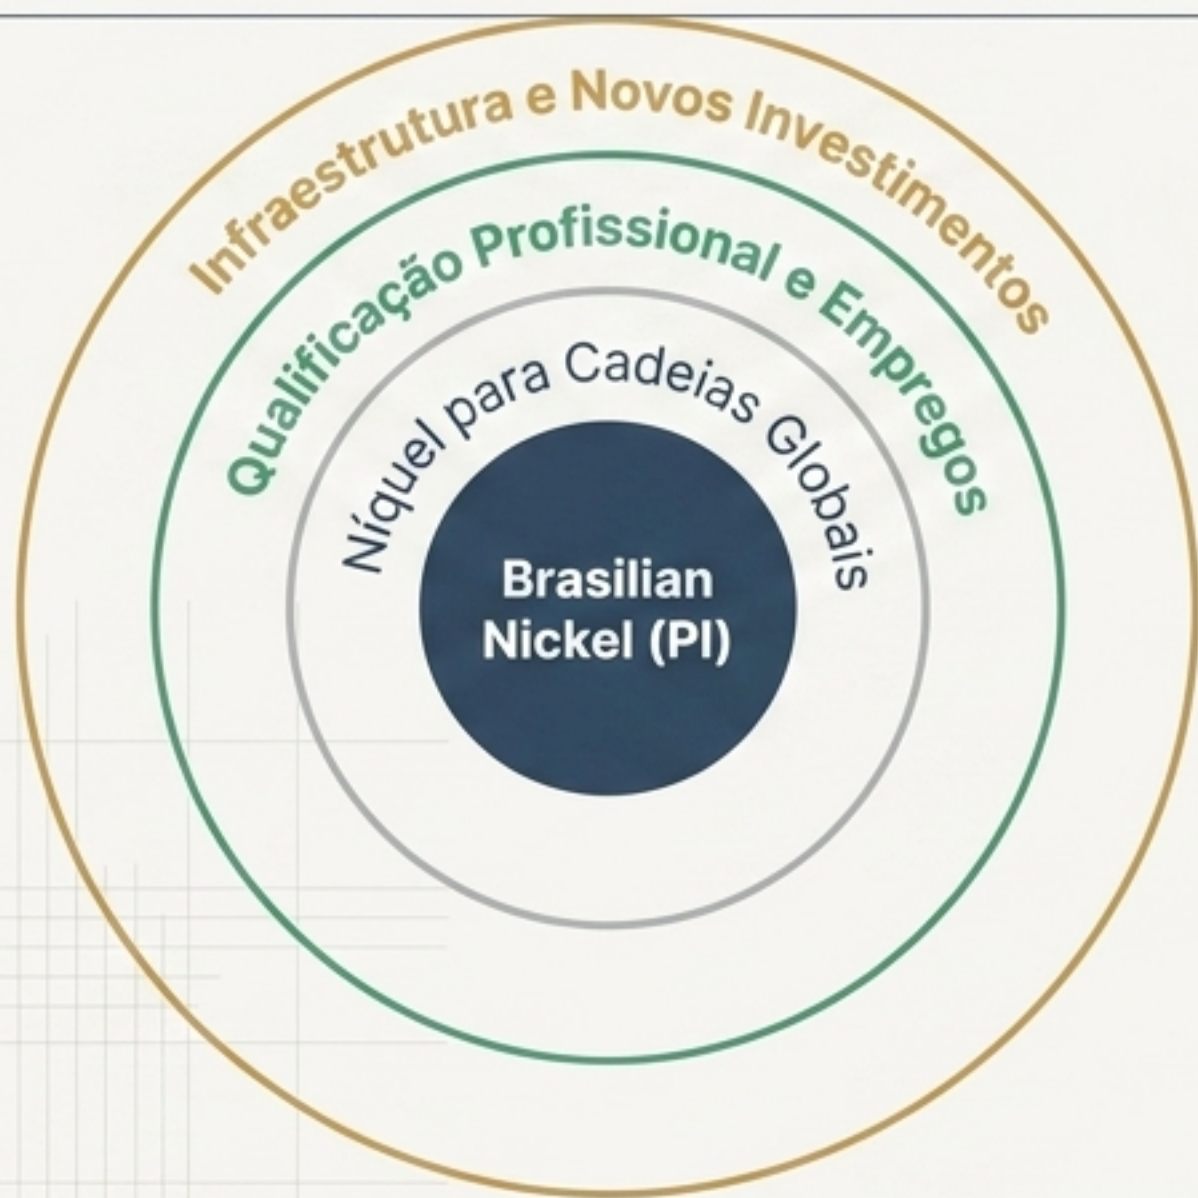 Infraestrutura e Novos Investimentos
Qualificação Profissional e Empregos
Níquel para Cadeias Globais
Brasilian
Nickel (PI)